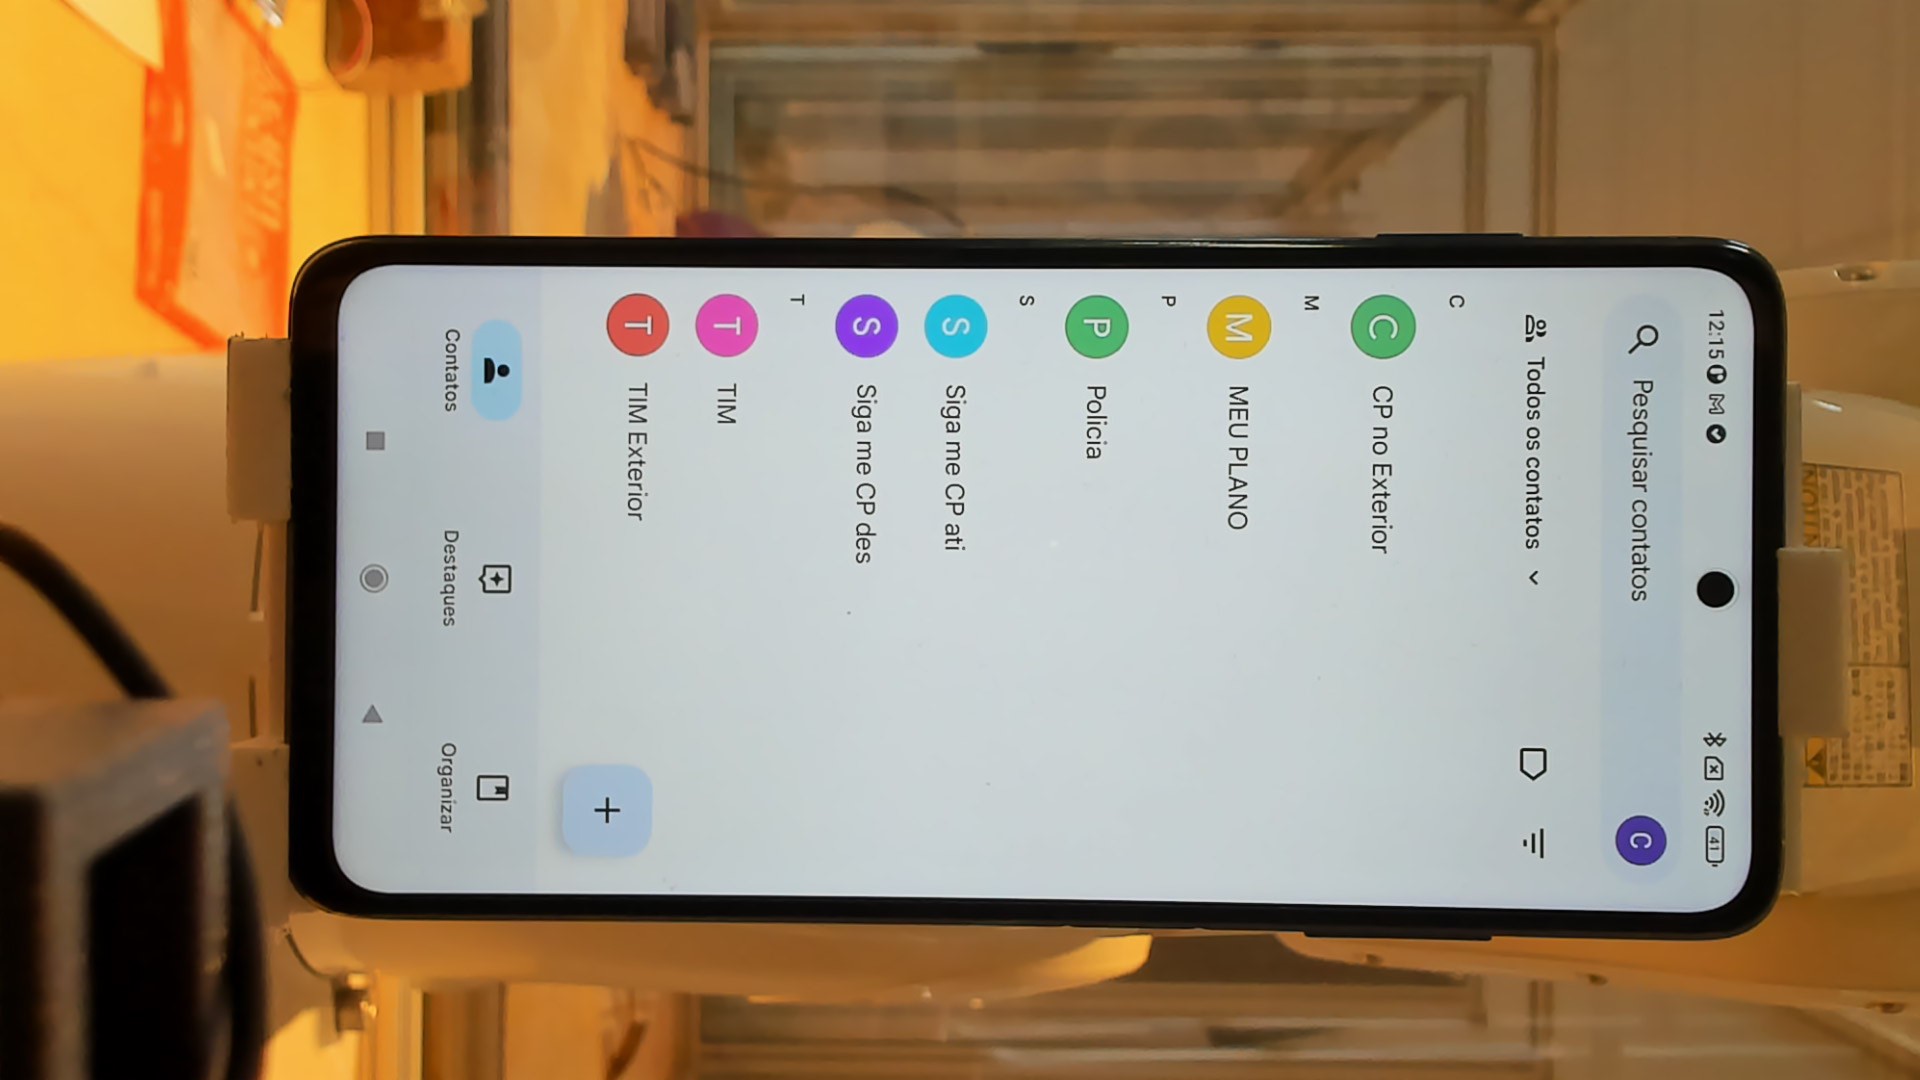 12:15
41
Pesquisar contatos
C
Todos os contatos
C
C
CP no Exterior
M
M
MEU PLANO
P
P
Policia
S
S
Siga me CP ati
S
Siga me CP des
T
T
TIM
T
TIM Exterior
+
Contatos
Destaques
Organizar